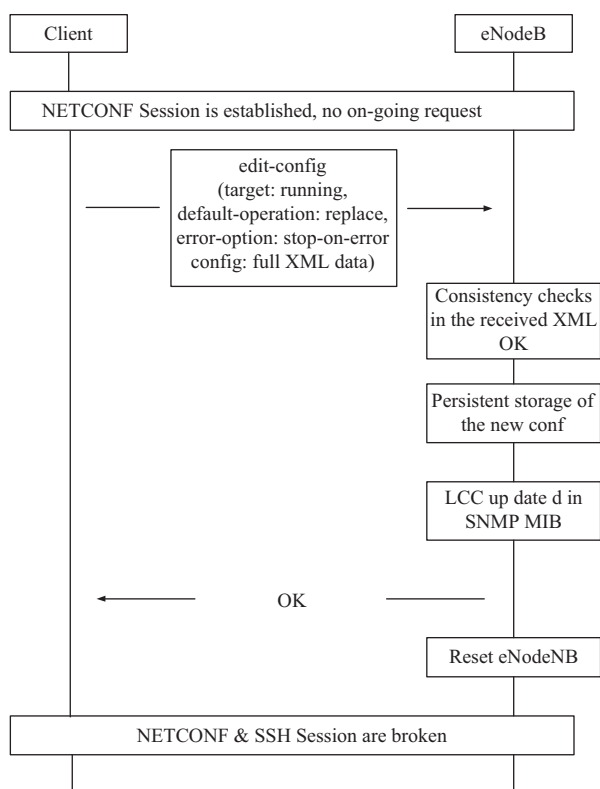 Client
eNodeB
NETCONF Session is established, no on-going request
edit-config
(target: running,
default-operation: replace,
error-option: stop-on-error
config: full XML data)
Consistency checks
in the received XML
OK
Persistent storage of
the new conf
LCC up date d in
SNMP MIB
OK
Reset eNodeNB
NETCONF & SSH Session are broken